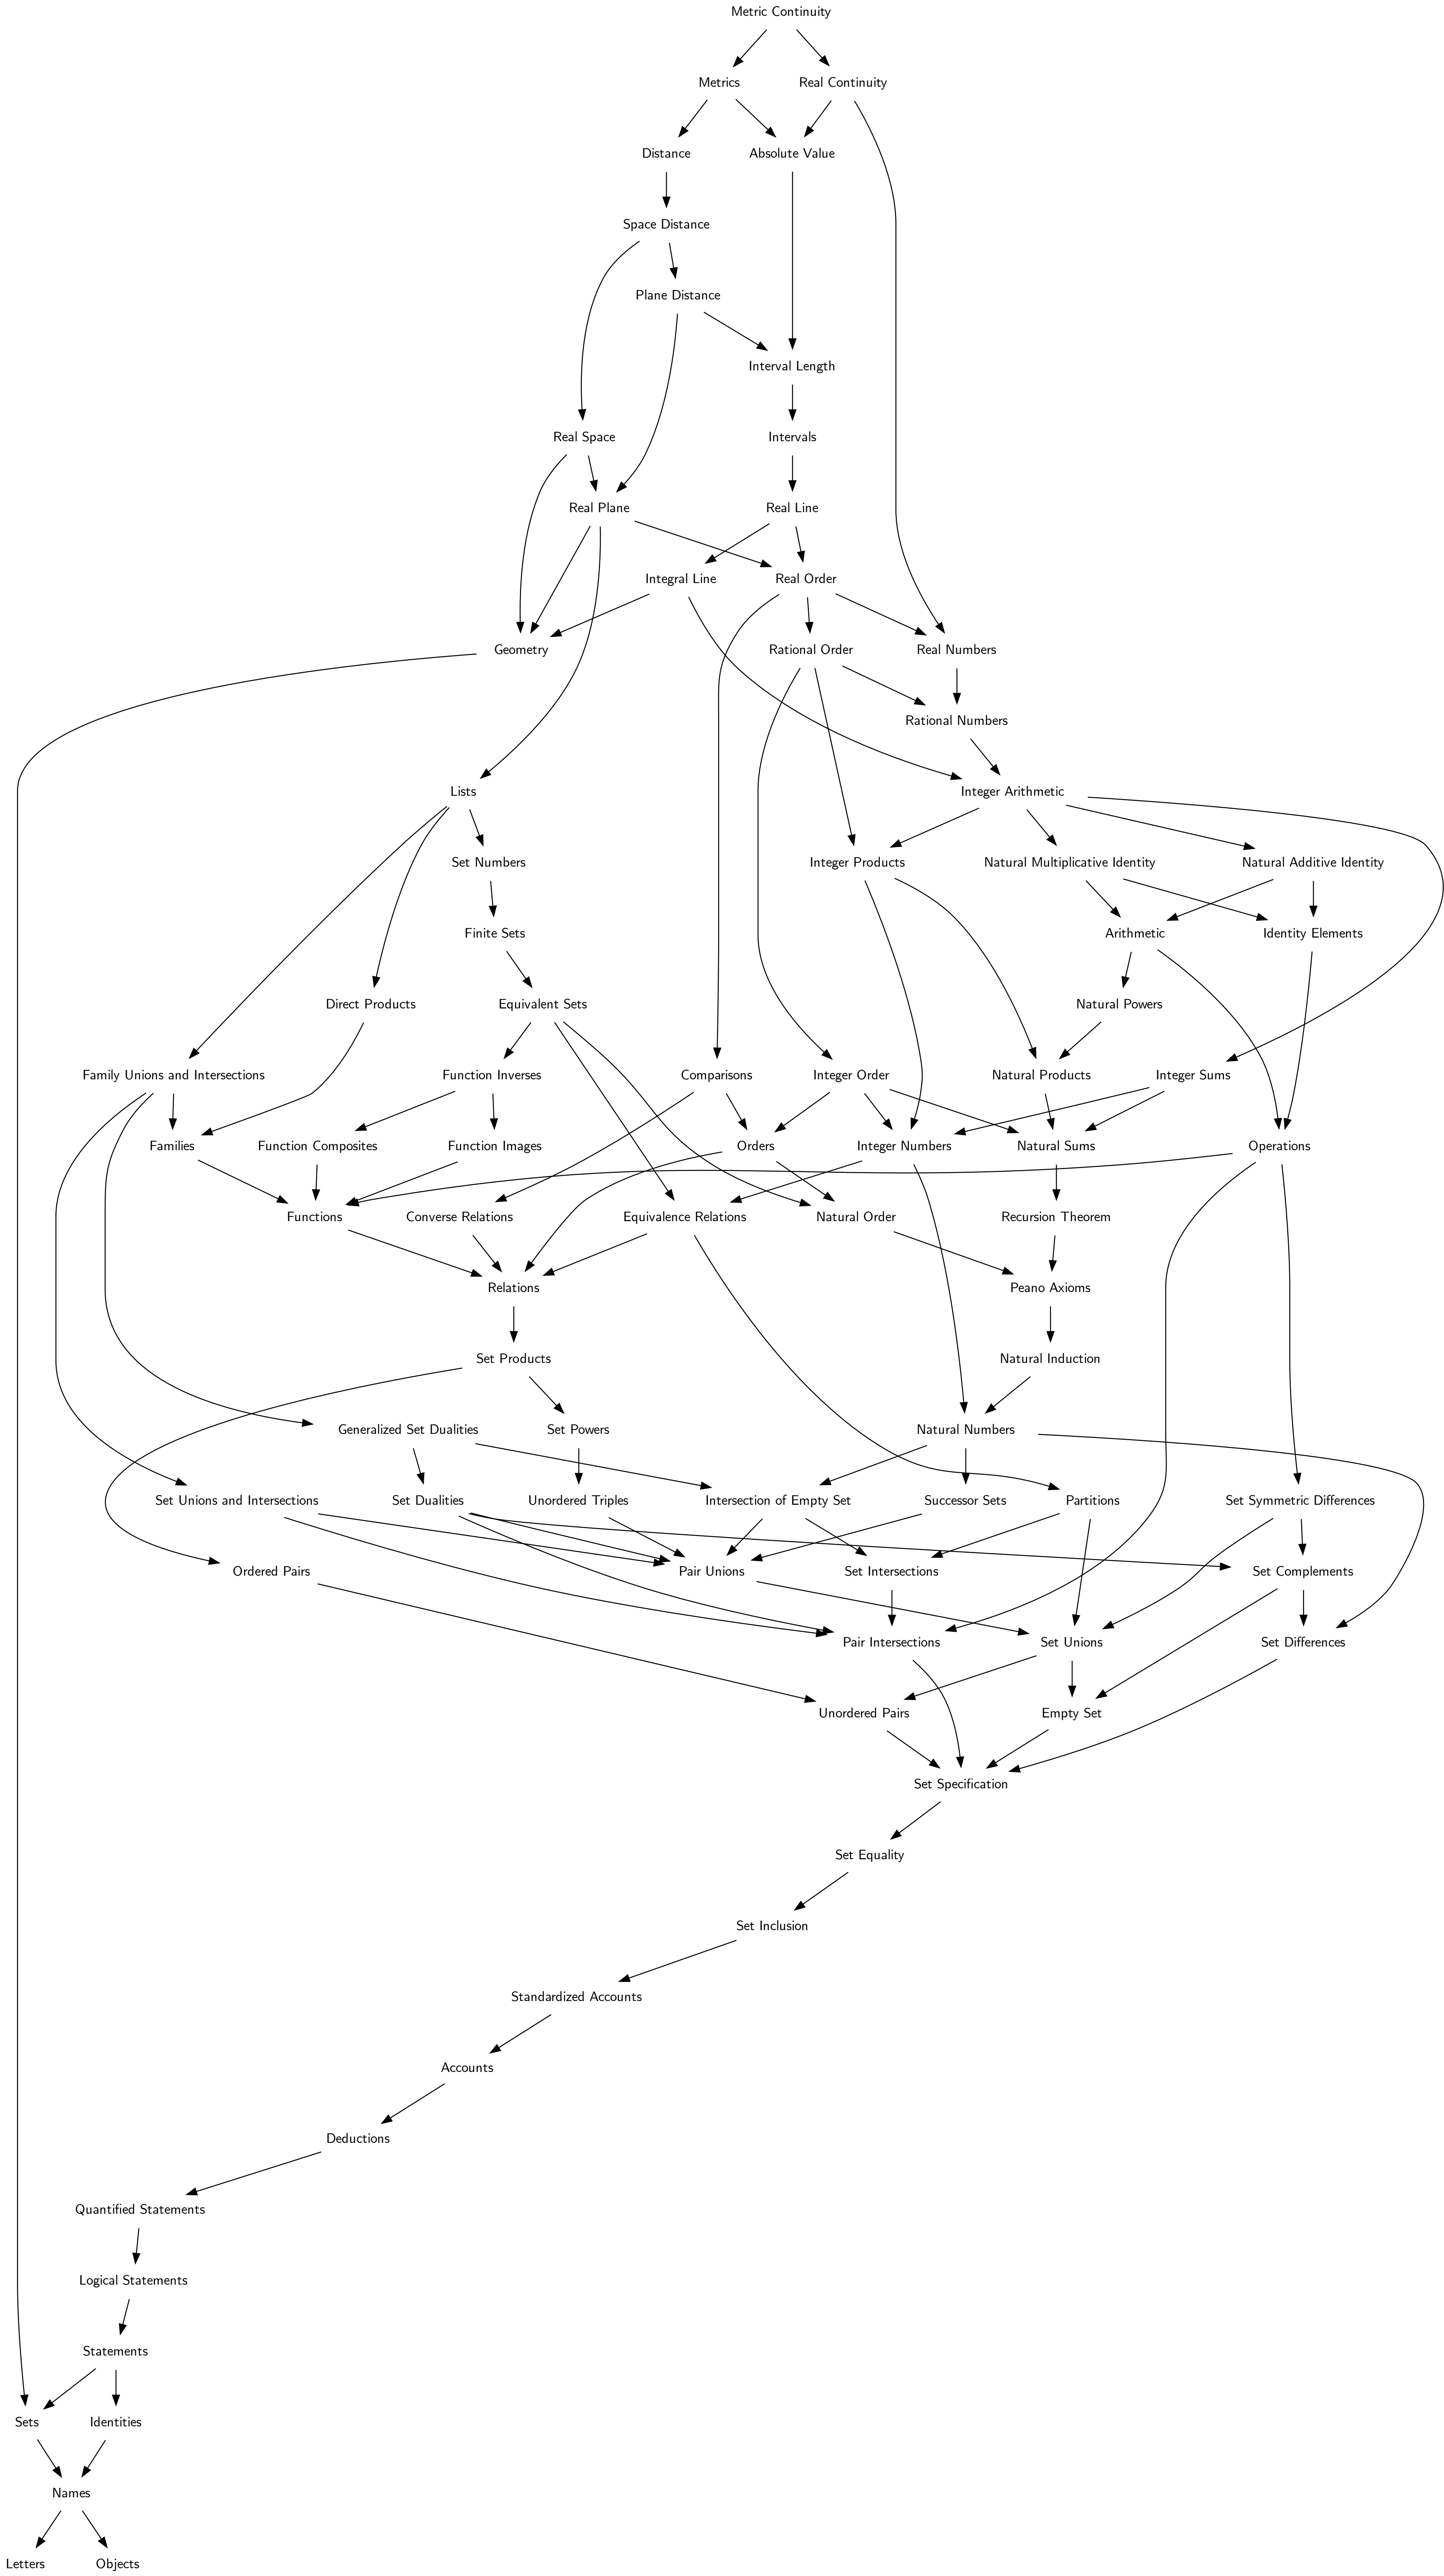 Metric Continuity
Metrics
Real Continuity
Distance
Absolute Value
Space Distance
Plane Distance
Interval Length
Real Space
Intervals
Real Plane
Real Line
Integral Line
Real Order
Geometry
Rational Order
Real Numbers
Rational Numbers
Lists
Integer Arithmetic
Set Numbers
Integer Products
Natural Multiplicative Identity
Natural Additive Identity
Finite Sets
Arithmetic
Identity Elements
Direct Products
Equivalent Sets
Natural Powers
Family Unions and Intersections
Function Inverses
Comparisons
Integer Order
Natural Products
Integer Sums
Families
Function Composites
Function Images
Orders
Integer Numbers
Natural Sums
Operations
Functions
Converse Relations
Equivalence Relations
Natural Order
Recursion Theorem
Relations
Peano Axioms
Set Products
Natural Induction
Generalized Set Dualities
Set Powers
Natural Numbers
Set Unions and Intersections
Set Dualities
Unordered Triples
Intersection of Empty Set
Successor Sets
Partitions
Set Symmetric Differences
Ordered Pairs
Pair Unions
Set Intersections
Set Complements
Pair Intersections
Set Unions
Set Differences
Unordered Pairs
Empty Set
Set Specification
Set Equality
Set Inclusion
Standardized Accounts
Accounts
Deductions
Quantified Statements
Logical Statements
Statements
Sets
Identities
Names
Letters
Objects